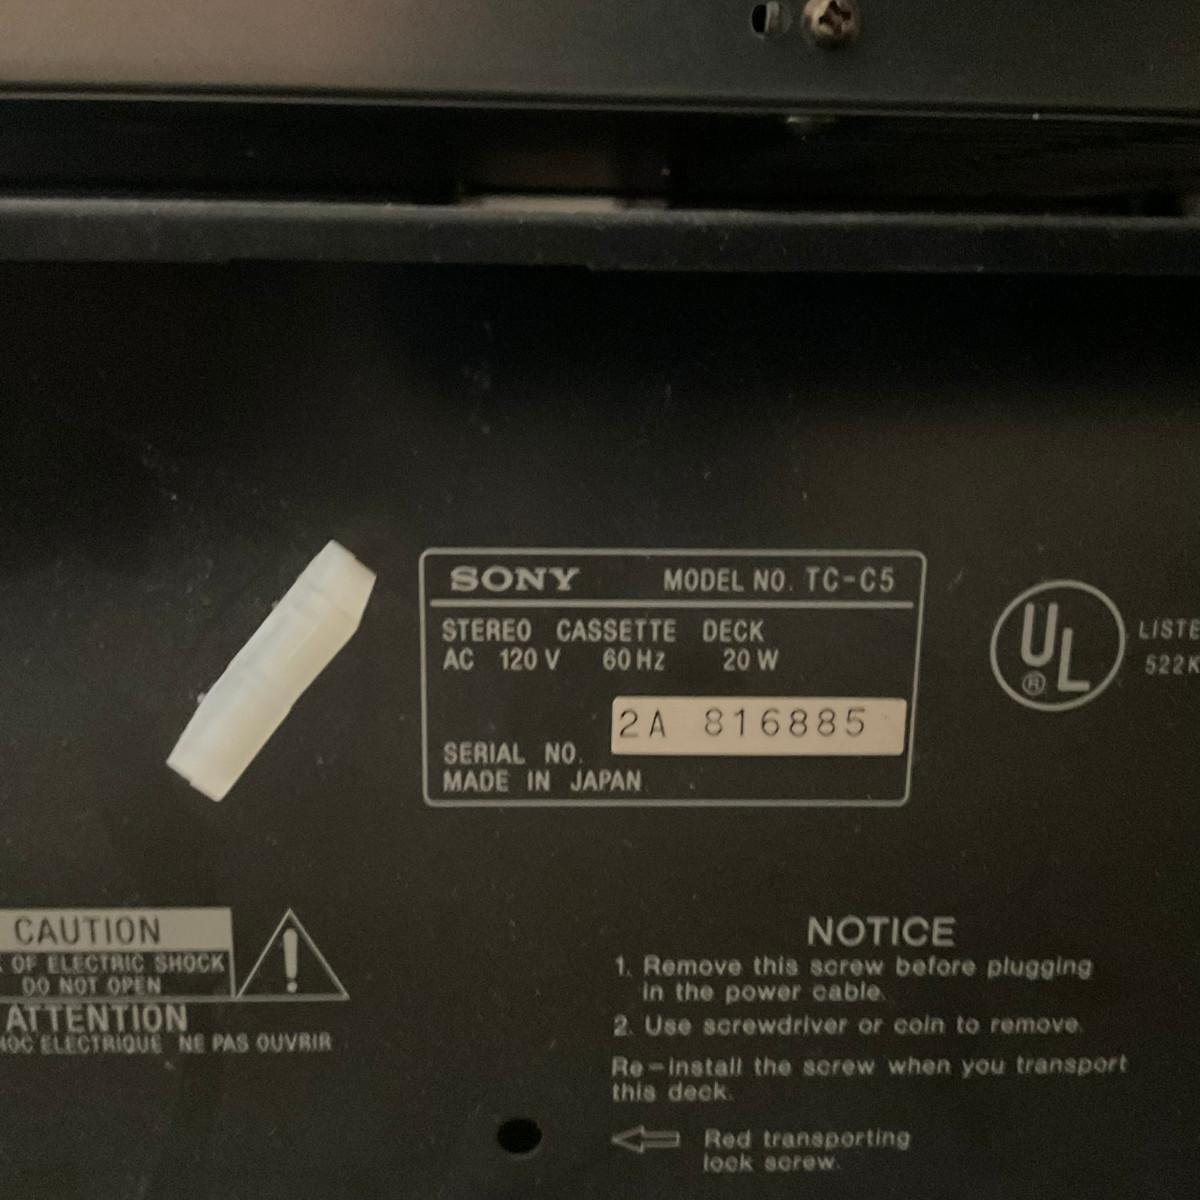 SONY MODEL NO. TC-C5
STEREO CASSETTE DECK
AC 120 V 60 Hz 20 W
2A 816885
SERIAL NO.
MADE IN JAPAN
UL
®
LISTE
522K
CAUTION
OF ELECTRIC SHOCK
DO NOT OPEN
!
ATTENTION
ELECTRIQUE NE PAS OUVRIR
NOTICE
1. Remove this screw before plugging
in the power cable.
2. Use screwdriver or coin to remove.
Re-install the screw when you transport
this deck.
Red transporting
lock screw.